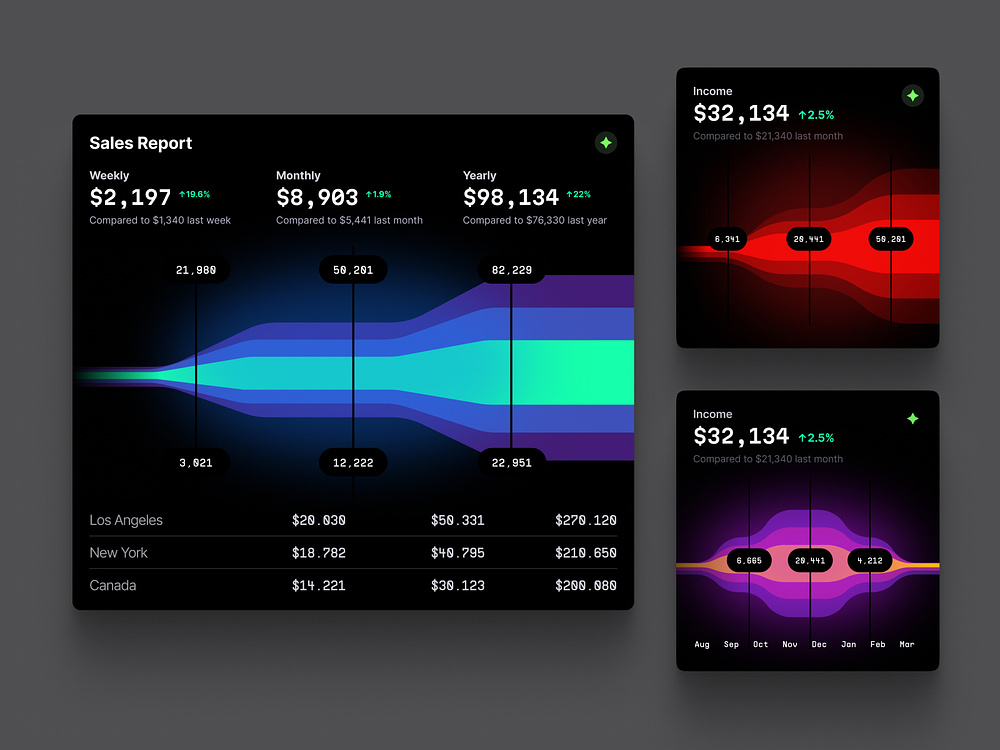 Sales Report
Weekly Monthly Yearly
$2,197 ↑19.6% $8,903 ↑1.9% $98,134 ↑22%
Compared to $1,340 last week Compared to $5,441 last month Compared to $76,330 last year
21,980 50,201 82,229
3,021 12,222 22,951
Los Angeles $20.030 $50.331 $270.120
New York $18.782 $40.795 $210.650
Canada $14.221 $30.123 $200.080
Income
$32,134 ↑2.5%
Compared to $21,340 last month
6,341 20,441 50,201
Income
$32,134 ↑2.5%
Compared to $21,340 last month
6,665 20,441 4,212
Aug Sep Oct Nov Dec Jan Feb Mar